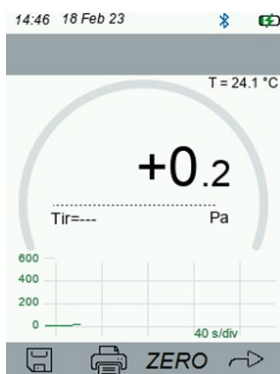 14:46 18 Feb 23
T = 24.1 °C
+0.2
Tir=--- Pa
600
400
200
0
40 s/div
ZERO